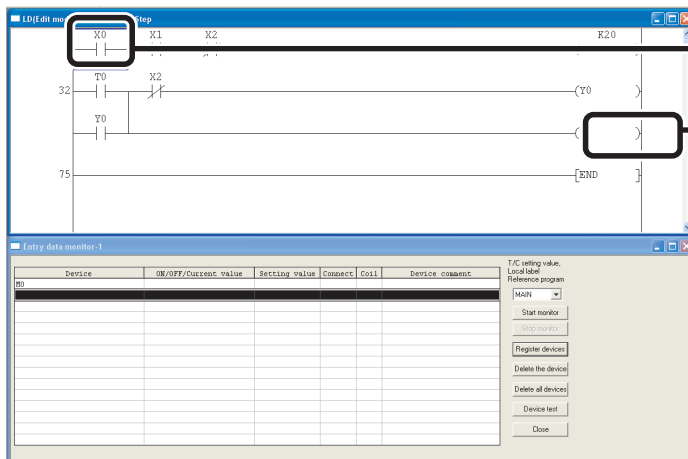 LD(Edit mo Step
X0 X1 X2 K20
T0 X2
32 (Y0 )
Y0
( )
75 [END ]
Entry data monitor-1
T/C setting value,
Local label
Reference program
Device ON/OFF/Current value Setting value Connect Coil Device comment
M0
MAIN
Start monitor
Stop monitor
Register devices
Delete the device
Delete all devices
Device test
Close